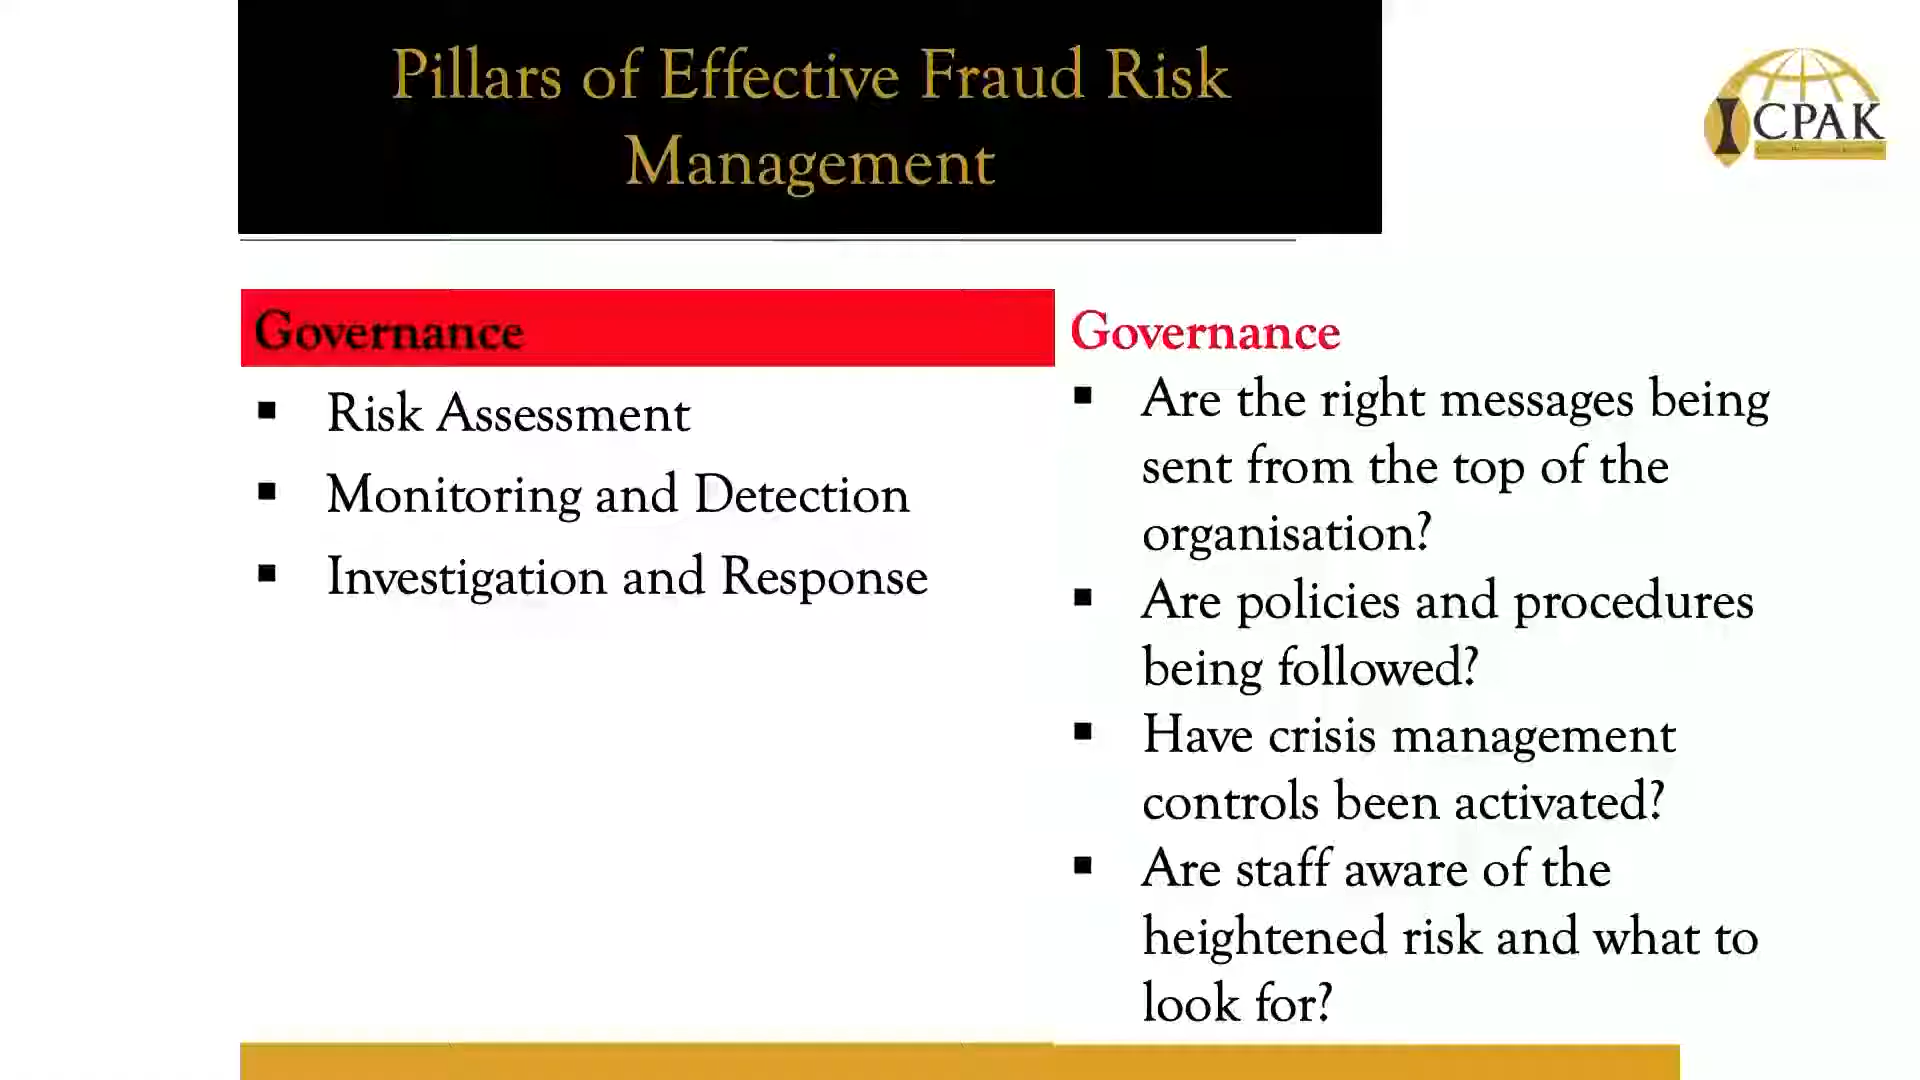 Pillars of Effective Fraud Risk
Management
ICPAK
Governance
▪ Risk Assessment
▪ Monitoring and Detection
▪ Investigation and Response
Governance
▪ Are the right messages being
sent from the top of the
organisation?
▪ Are policies and procedures
being followed?
▪ Have crisis management
controls been activated?
▪ Are staff aware of the
heightened risk and what to
look for?